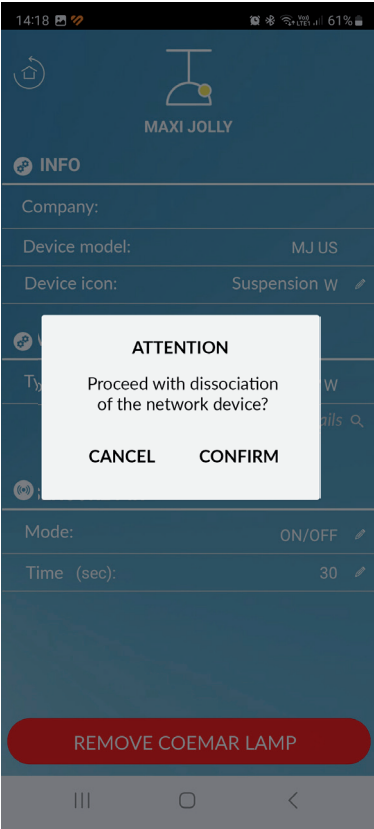 14:18
61%
MAXI JOLLY
INFO
Company:
Device model: MJ US
Device icon: Suspension W
ATTENTION
Proceed with dissociation
of the network device?
W
ails
CANCEL CONFIRM
Mode: ON/OFF
Time (sec): 30
REMOVE COEMAR LAMP